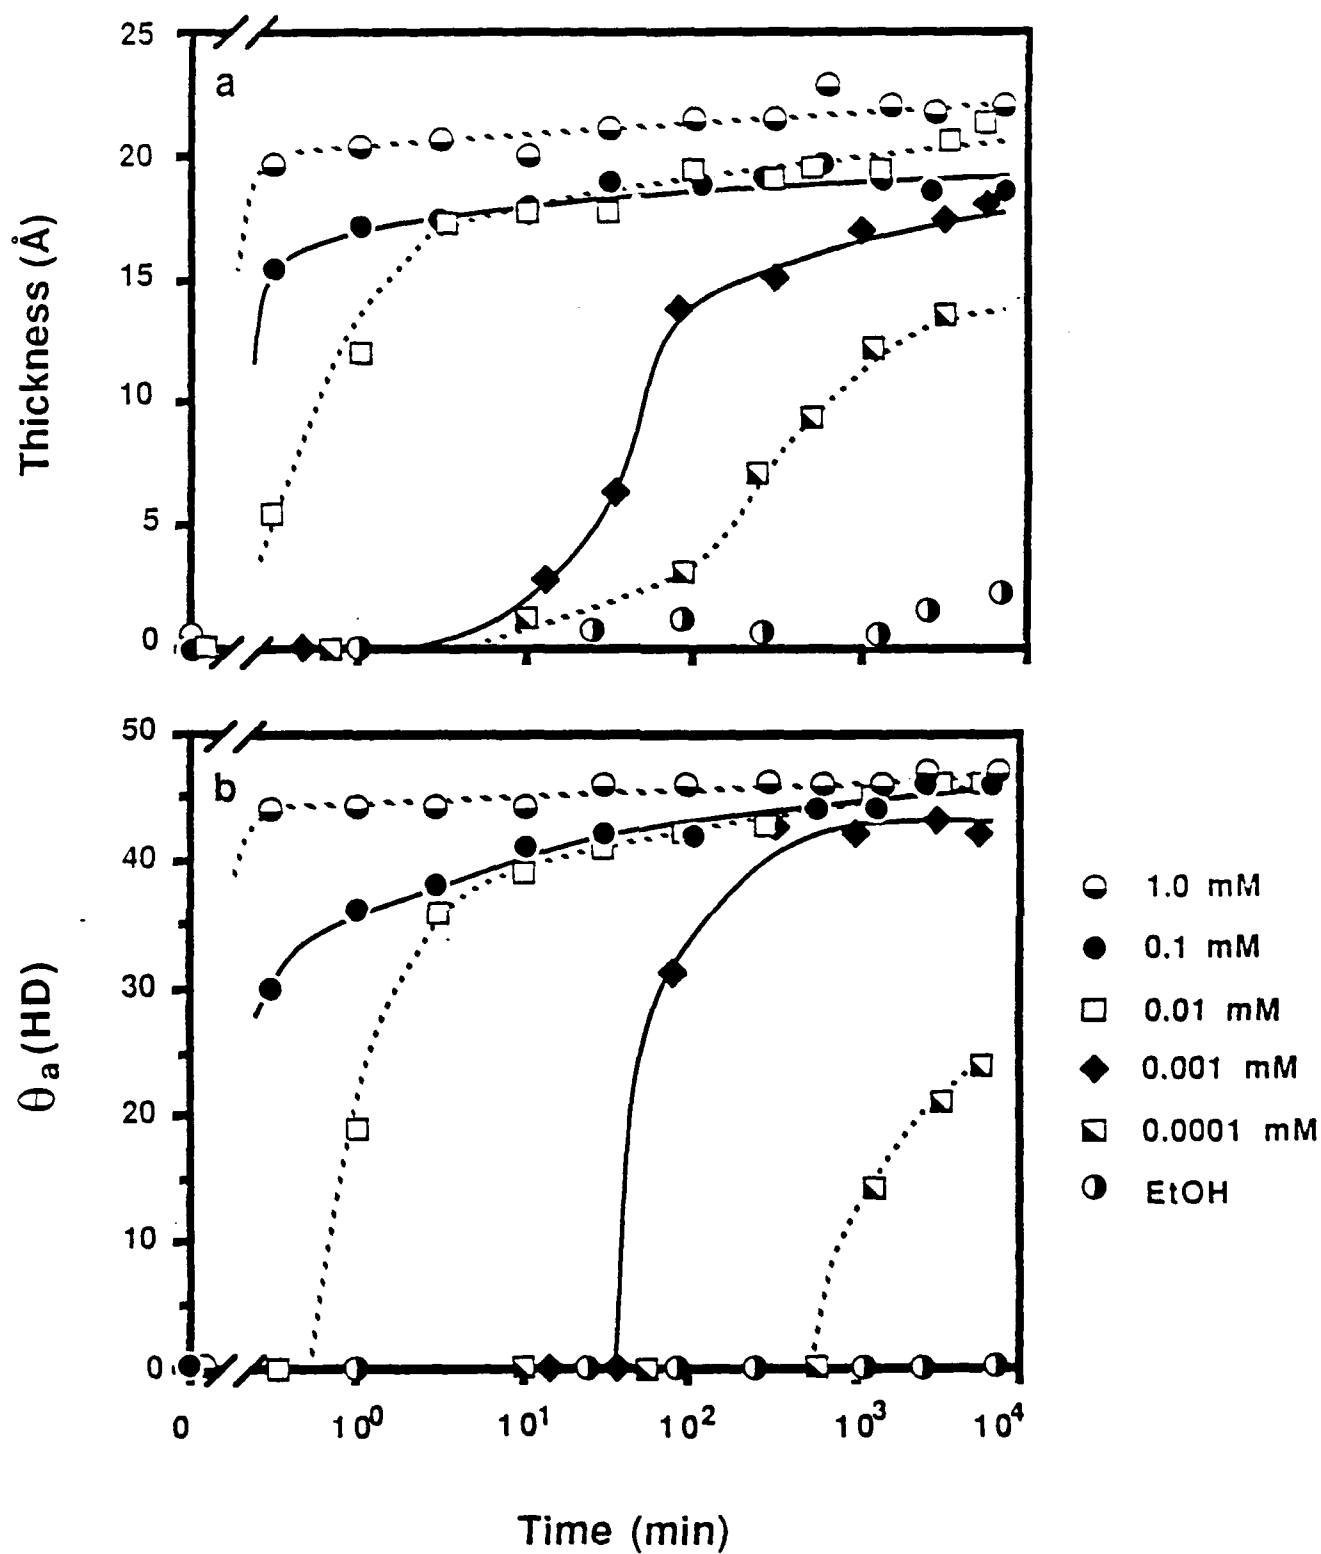 25
a
20
15
10
5
0
Thickness (Å)
50
b
40
30
20
10
0
θa (HD)
0 10⁰ 10¹ 10² 10³ 10⁴
Time (min)
1.0 mM
0.1 mM
0.01 mM
0.001 mM
0.0001 mM
EtOH